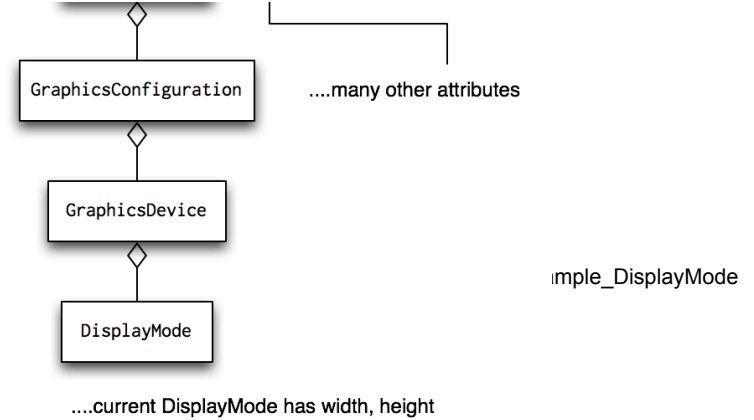 GraphicsConfiguration
....many other attributes
GraphicsDevice
mple_DisplayMode
DisplayMode
....current DisplayMode has width, height